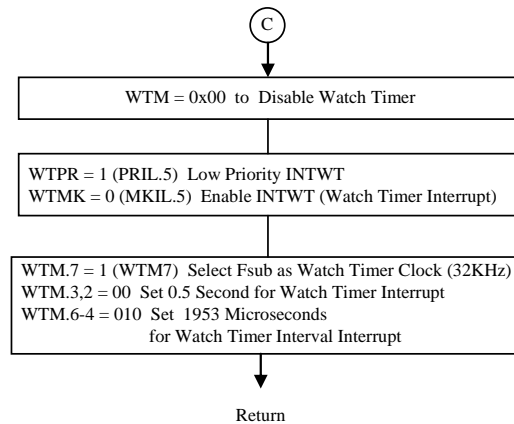 C
WTM = 0x00 to Disable Watch Timer
WTPR = 1 (PRIL.5) Low Priority INTWT
WTMK = 0 (MKIL.5) Enable INTWT (Watch Timer Interrupt)
WTM.7 = 1 (WTM7) Select Fsub as Watch Timer Clock (32KHz)
WTM.3,2 = 00 Set 0.5 Second for Watch Timer Interrupt
WTM.6-4 = 010 Set 1953 Microseconds
for Watch Timer Interval Interrupt
Return